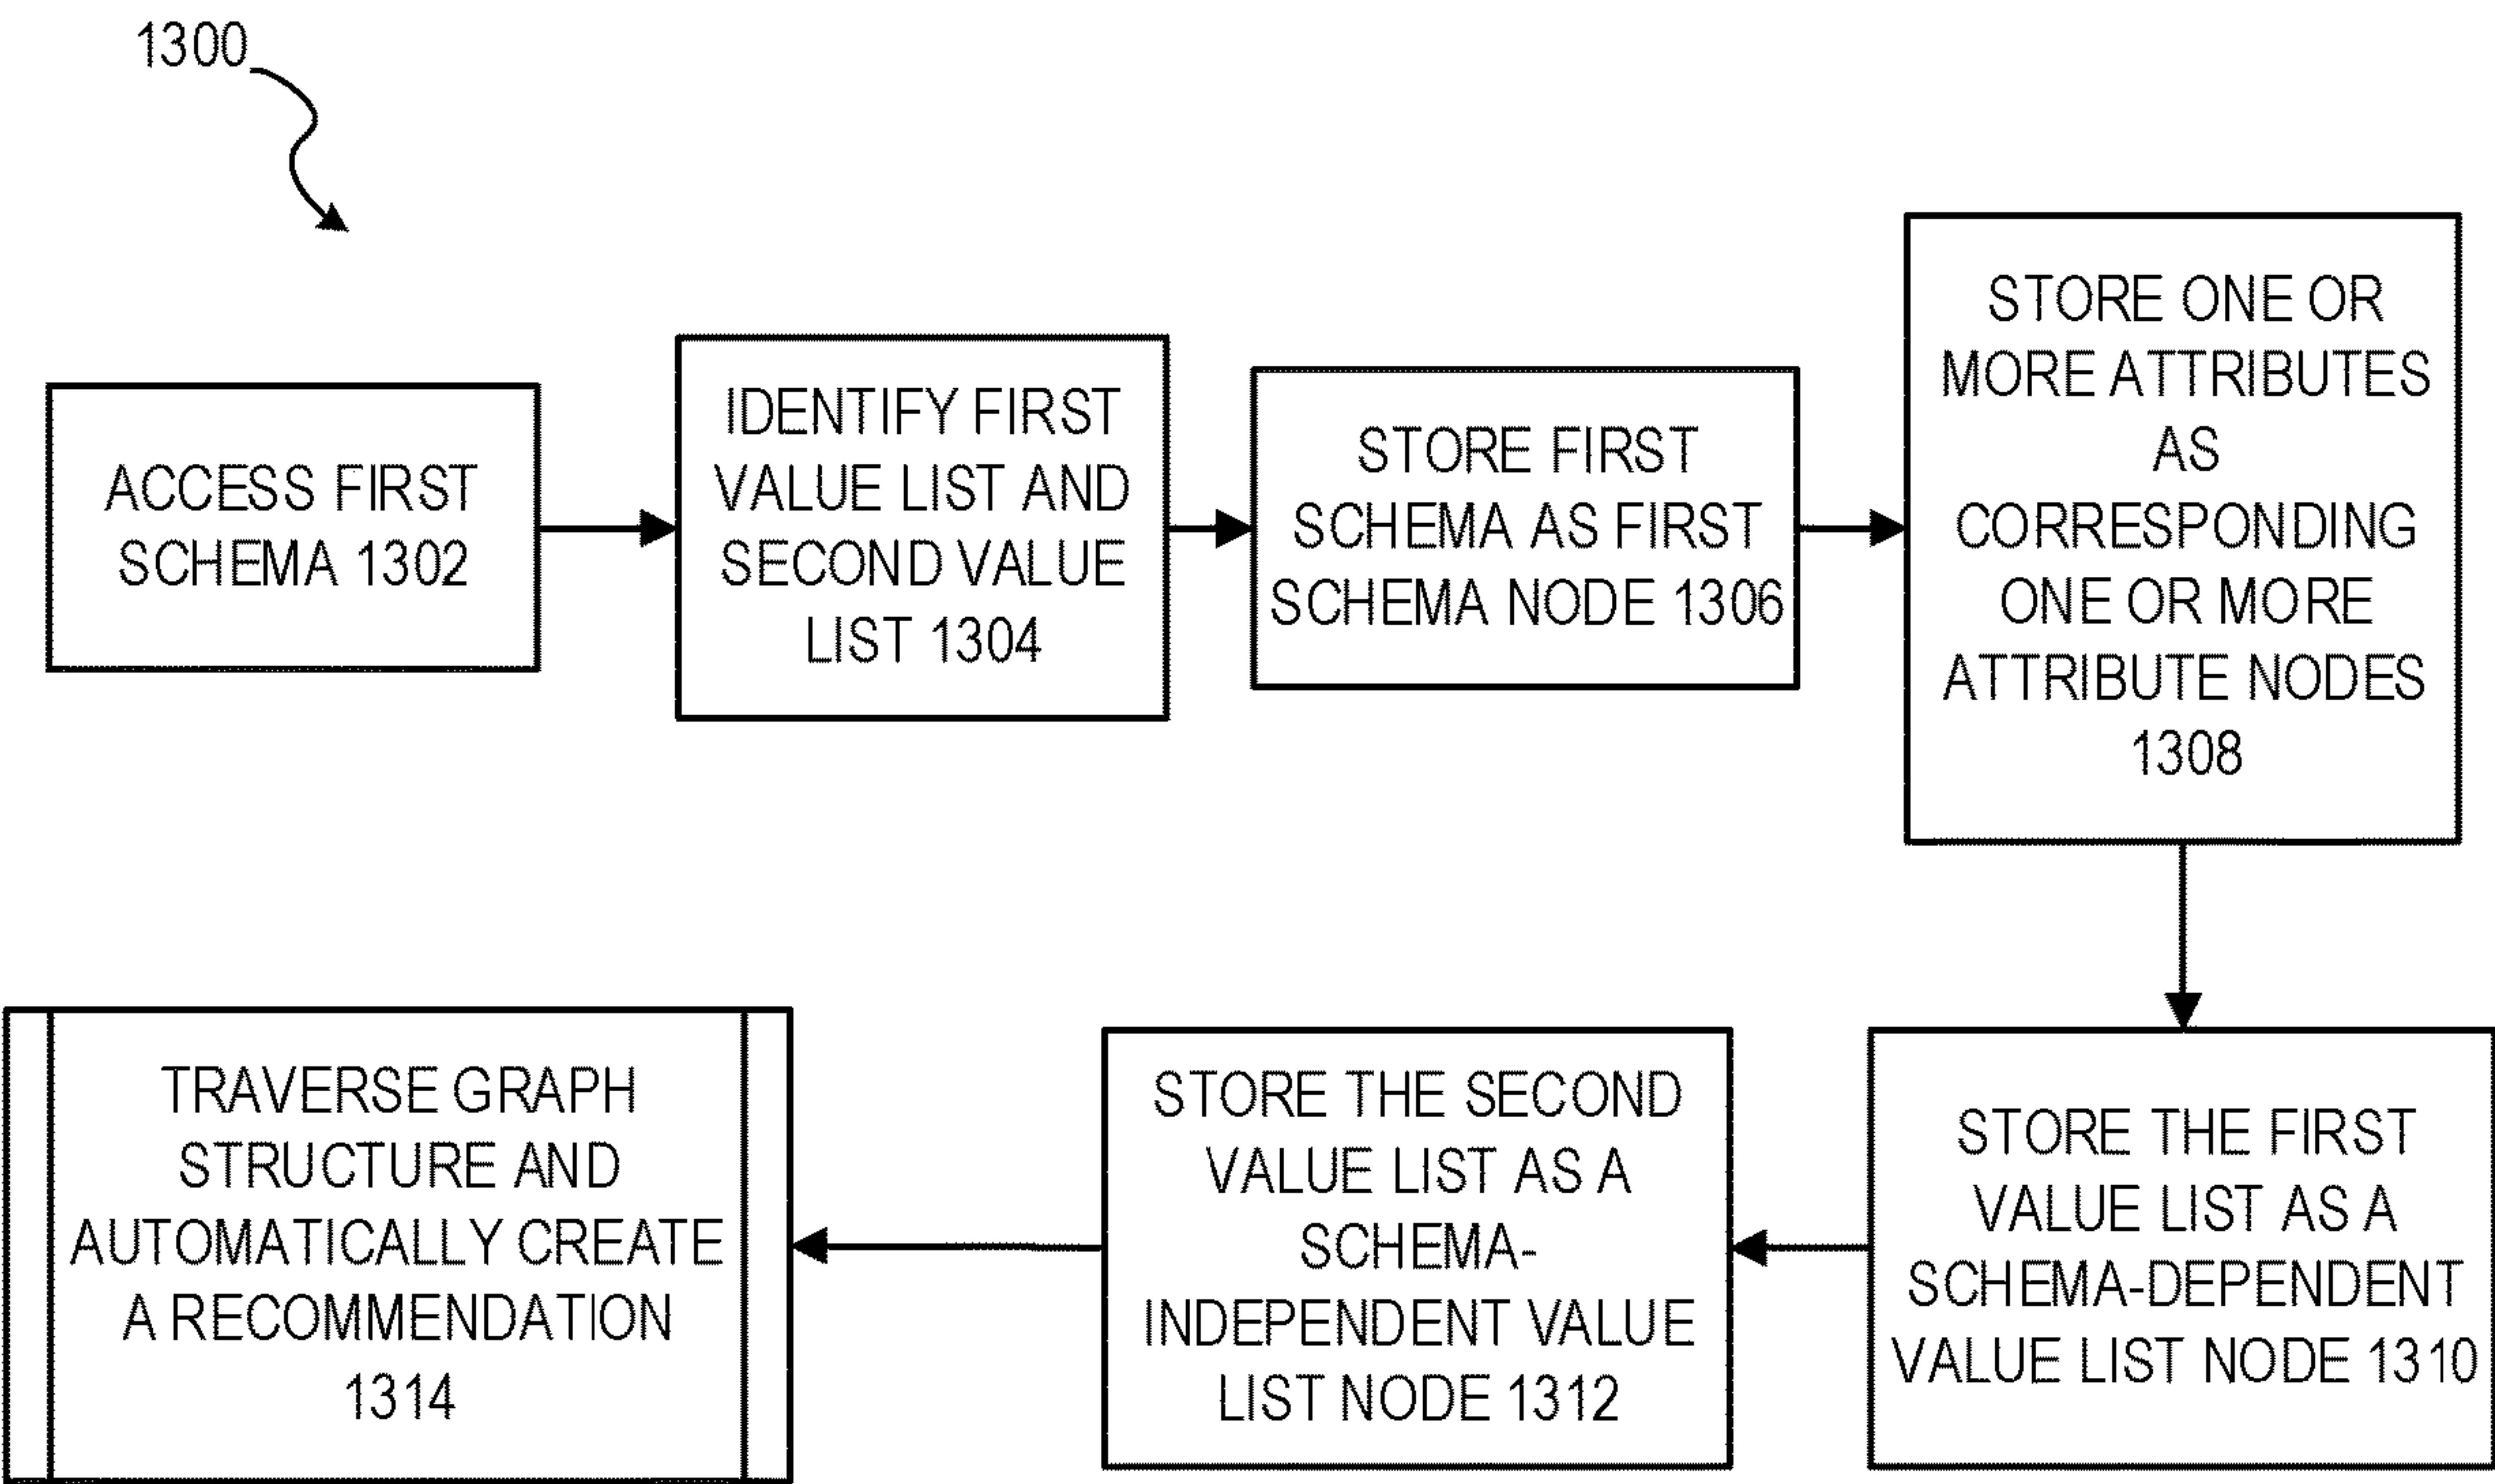 1300
ACCESS FIRST
SCHEMA 1302
IDENTIFY FIRST
VALUE LIST AND
SECOND VALUE
LIST 1304
STORE FIRST
SCHEMA AS FIRST
SCHEMA NODE 1306
STORE ONE OR
MORE ATTRIBUTES
AS
CORRESPONDING
ONE OR MORE
ATTRIBUTE NODES
1308
STORE THE FIRST
VALUE LIST AS A
SCHEMA-DEPENDENT
VALUE LIST NODE 1310
STORE THE SECOND
VALUE LIST AS A
SCHEMA-
INDEPENDENT VALUE
LIST NODE 1312
TRAVERSE GRAPH
STRUCTURE AND
AUTOMATICALLY CREATE
A RECOMMENDATION
1314